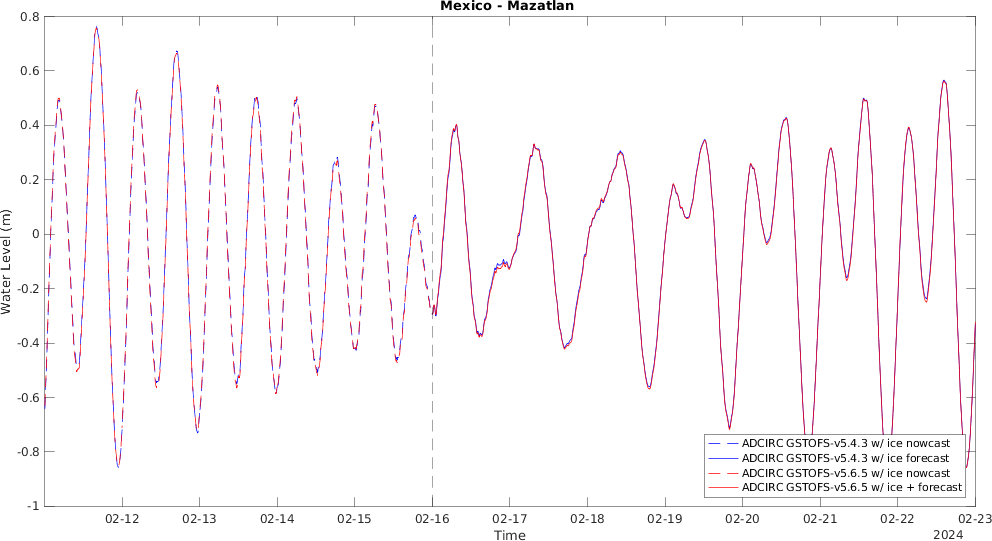 Mexico - Mazatlan
0.8
0.6
0.4
0.2
0
-0.2
-0.4
-0.6
-0.8
-1
Water Level (m)
ADCIRC GSTOFS-v5.4.3 w/ ice nowcast
ADCIRC GSTOFS-v5.4.3 w/ ice forecast
ADCIRC GSTOFS-v5.6.5 w/ ice nowcast
ADCIRC GSTOFS-v5.6.5 w/ ice + forecast
02-12 02-13 02-14 02-15 02-16 02-17 02-18 02-19 02-20 02-21 02-22 02-23
Time
2024